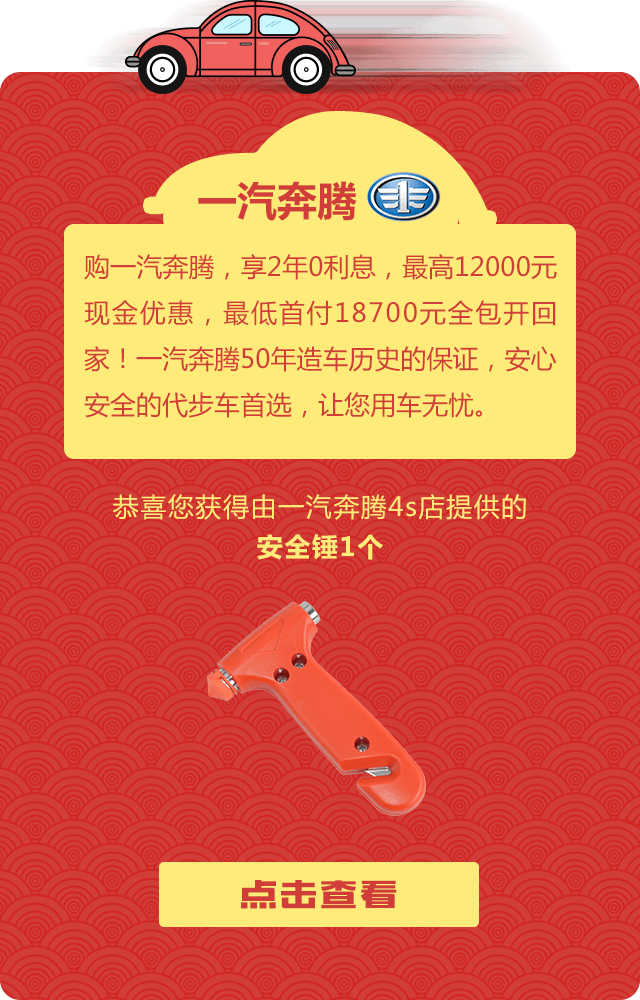 一汽奔腾
购一汽奔腾，享2年0利息，最高12000元
现金优惠，最低首付18700元全包开回
家！一汽奔腾50年造车历史的保证，安心
安全的代步车首选，让您用车无忧。
恭喜您获得由一汽奔腾4s店提供的
安全锤1个
点击查看